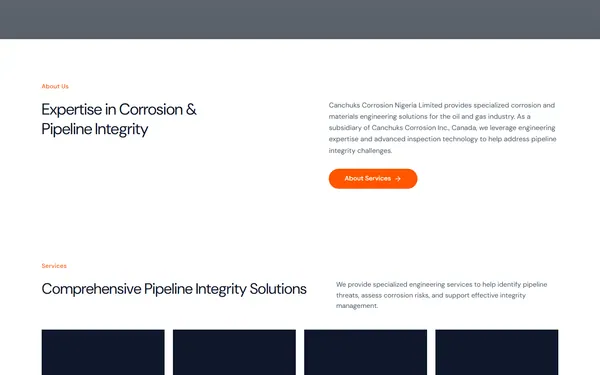 About Us
Expertise in Corrosion &
Pipeline Integrity
Canchuks Corrosion Nigeria Limited provides specialized corrosion and
materials engineering solutions for the oil and gas industry. As a
subsidiary of Canchuks Corrosion Inc., Canada, we leverage engineering
expertise and advanced inspection technology to help address pipeline
integrity challenges.
About Services →
Services
Comprehensive Pipeline Integrity Solutions
We provide specialized engineering services to help identify pipeline
threats, assess corrosion risks, and support effective integrity
management.